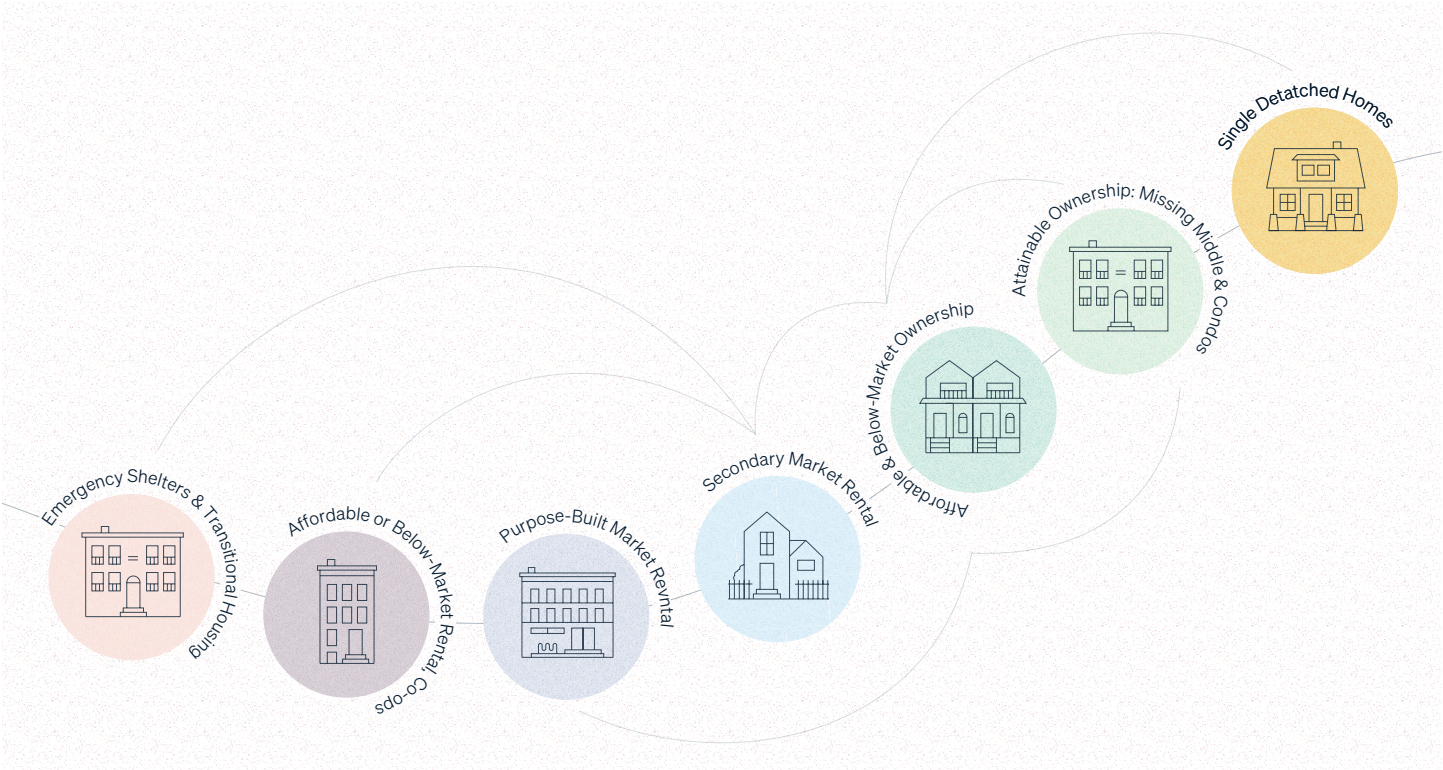 Emergency Shelters & Transitional Housing
Affordable or Below-Market Rental, Co-ops
Purpose-Built Market Revntal
Secondary Market Rental
Affordable & Below-Market Ownership
Attainable Ownership: Missing Middle & Condos
Single Detatched Homes